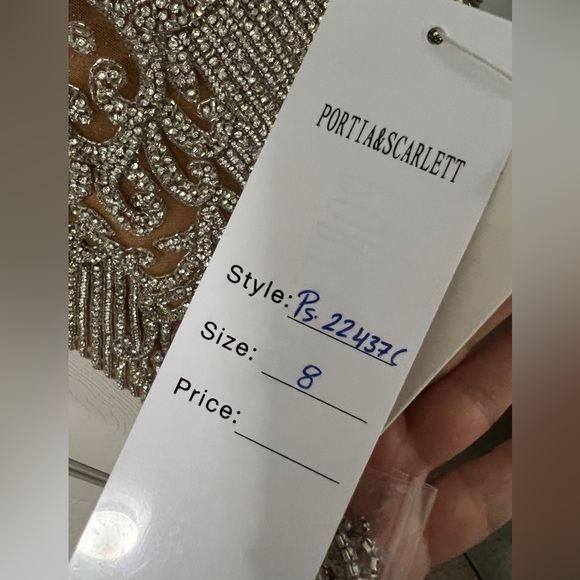 PORTIA&SCARLETT
Style: Ps. 22437C
Size: 8
Price: